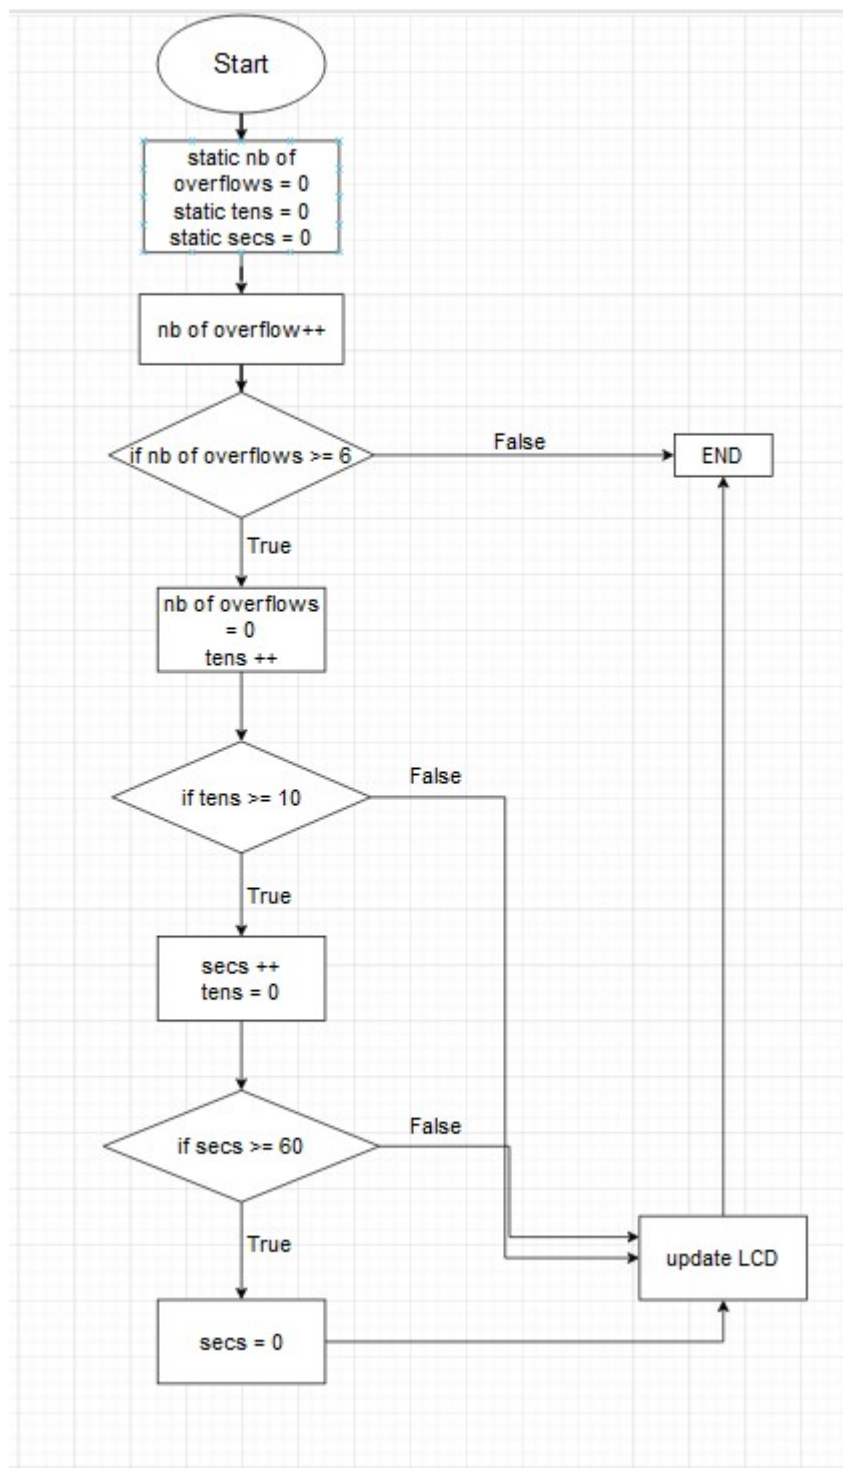 Start
static nb of
overflows = 0
static tens = 0
static secs = 0
nb of overflow++
if nb of overflows >= 6
False
END
True
nb of overflows
= 0
tens ++
if tens >= 10
False
True
secs ++
tens = 0
if secs >= 60
False
True
update LCD
secs = 0